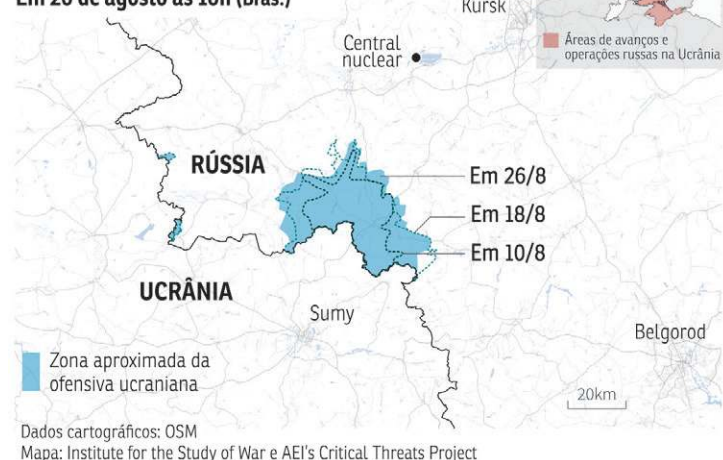 Em 26 de agosto às 10h (Bras.)
Kursk
Central
nuclear
Áreas de avanços e
operações russas na Ucrânia
RÚSSIA
Em 26/8
Em 18/8
Em 10/8
UCRÂNIA
Sumy
Belgorod
Zona aproximada da
ofensiva ucraniana
20km
Dados cartográficos: OSM
Mapa: Institute for the Study of War e AEI's Critical Threats Project